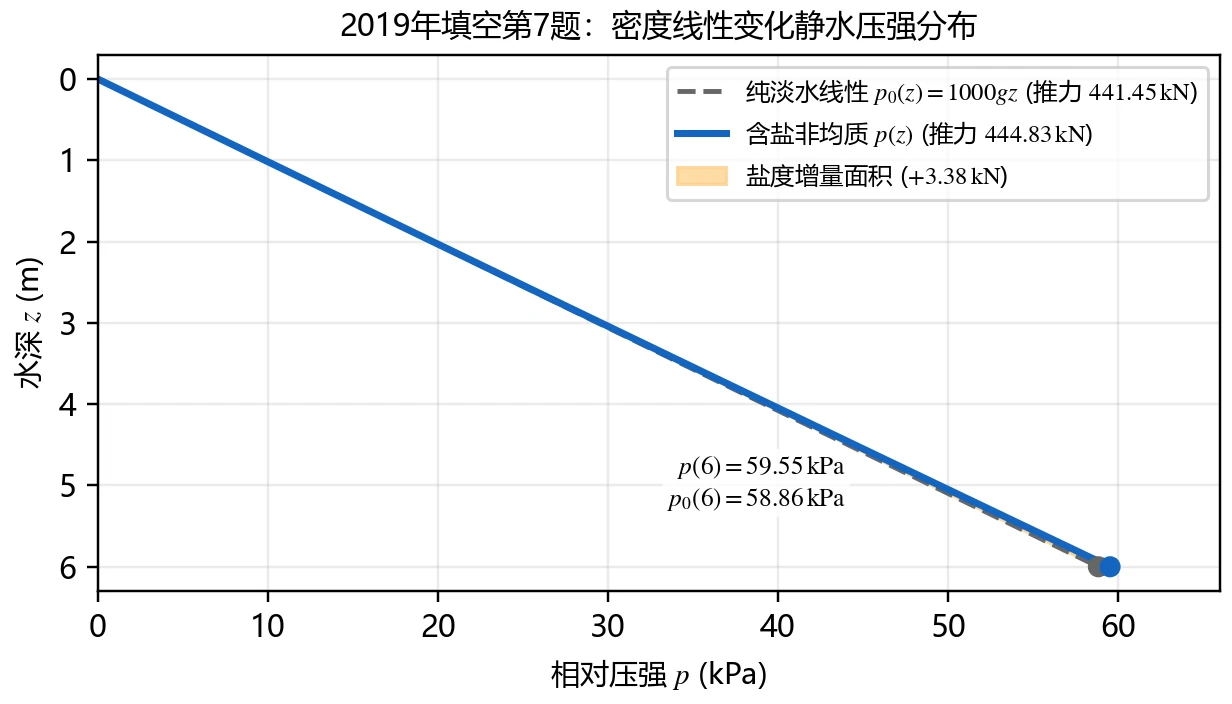 2019年填空第7题：密度线性变化静水压强分布
纯淡水线性 p₀(z) = 1000gz (推力 441.45 kN)
含盐非均质 p(z) (推力 444.83 kN)
盐度增量面积 (+3.38 kN)
0
1
2
3
4
5
6
水深 z (m)
p(6) = 59.55 kPa
p₀(6) = 58.86 kPa
0 10 20 30 40 50 60
相对压强 p (kPa)